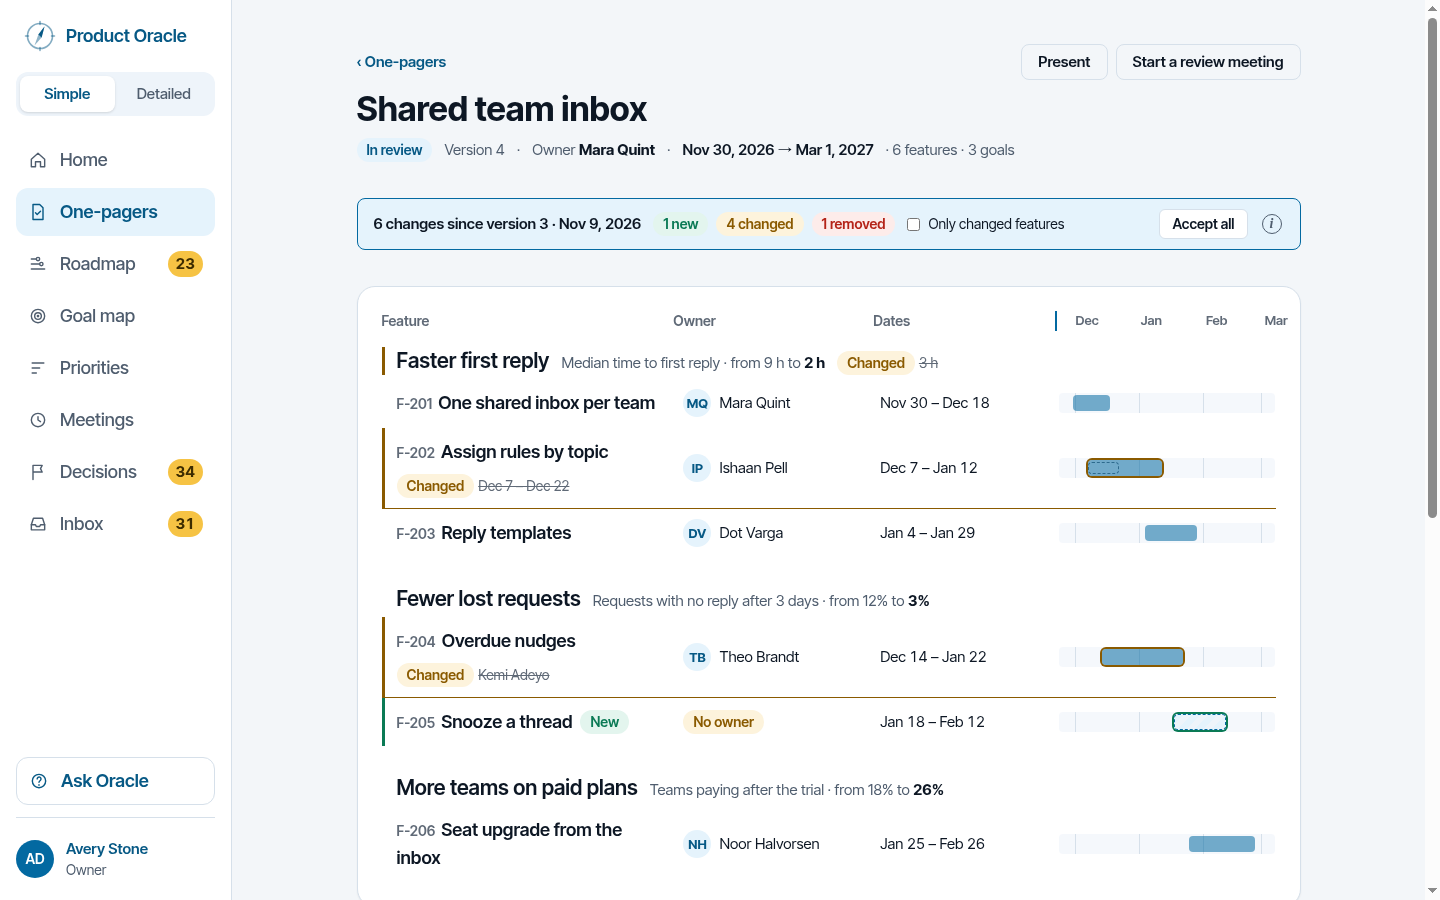 Product Oracle
Simple Detailed
Home
One-pagers
Roadmap 23
Goal map
Priorities
Meetings
Decisions 34
Inbox 31
Ask Oracle
AD Avery Stone
Owner
‹ One-pagers
Present Start a review meeting
Shared team inbox
In review Version 4 · Owner Mara Quint · Nov 30, 2026 → Mar 1, 2027 · 6 features · 3 goals
6 changes since version 3 · Nov 9, 2026 1 new 4 changed 1 removed Only changed features Accept all i
Feature Owner Dates Dec Jan Feb Mar
Faster first reply Median time to first reply · from 9 h to 2 h Changed 3 h
F-201 One shared inbox per team MQ Mara Quint Nov 30 – Dec 18
F-202 Assign rules by topic IP Ishaan Pell Dec 7 – Jan 12
Changed Dec 7 – Dec 22
F-203 Reply templates DV Dot Varga Jan 4 – Jan 29
Fewer lost requests Requests with no reply after 3 days · from 12% to 3%
F-204 Overdue nudges TB Theo Brandt Dec 14 – Jan 22
Changed Kemi Adeyo
F-205 Snooze a thread New No owner Jan 18 – Feb 12
More teams on paid plans Teams paying after the trial · from 18% to 26%
F-206 Seat upgrade from the inbox NH Noor Halvorsen Jan 25 – Feb 26